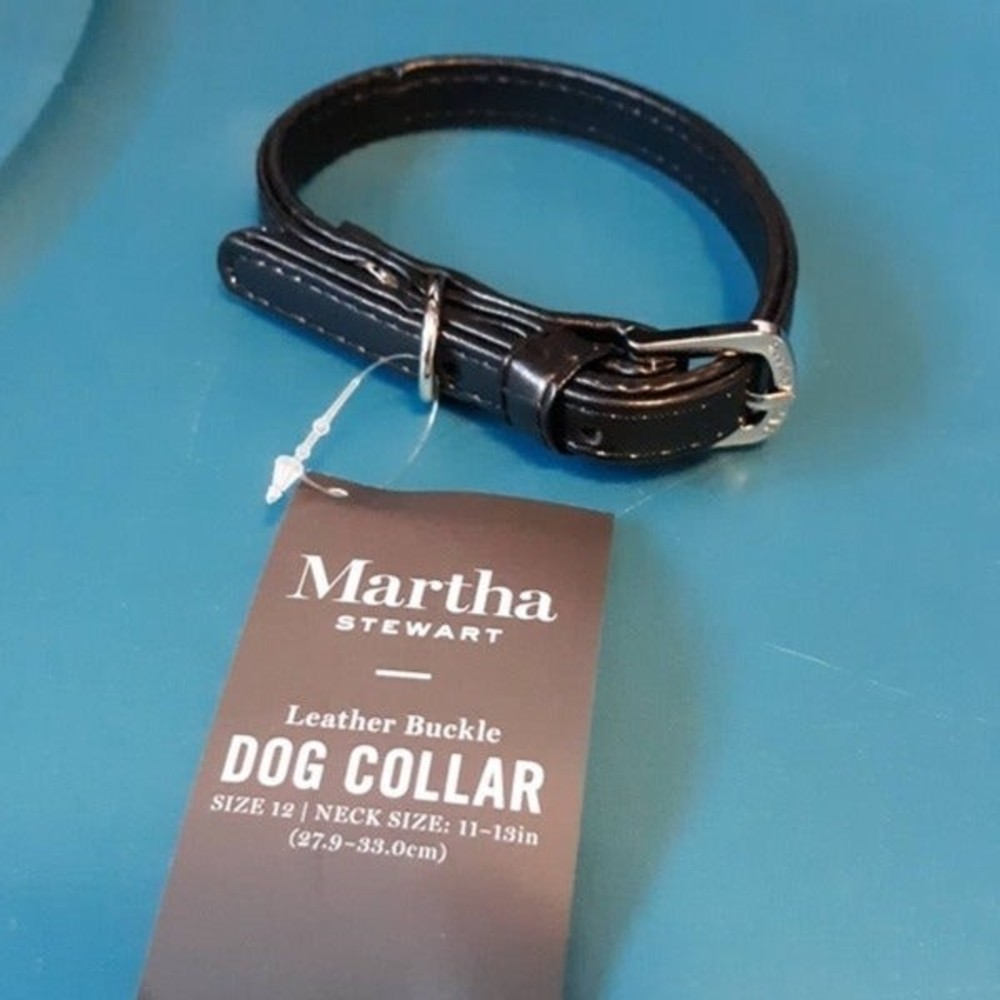 Martha
STEWART
Leather Buckle
DOG COLLAR
SIZE 12 | NECK SIZE: 11-13in
(27.9-33.0cm)